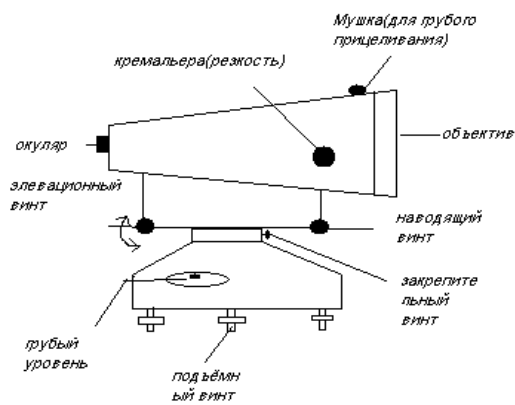 Мушка(для грубого
прицеливания)
кремальера(резкость)
окуляр
объектив
элевационный
винт
наводящий
винт
закрепите
льный
винт
грубый
уровень
подъёмн
ый винт